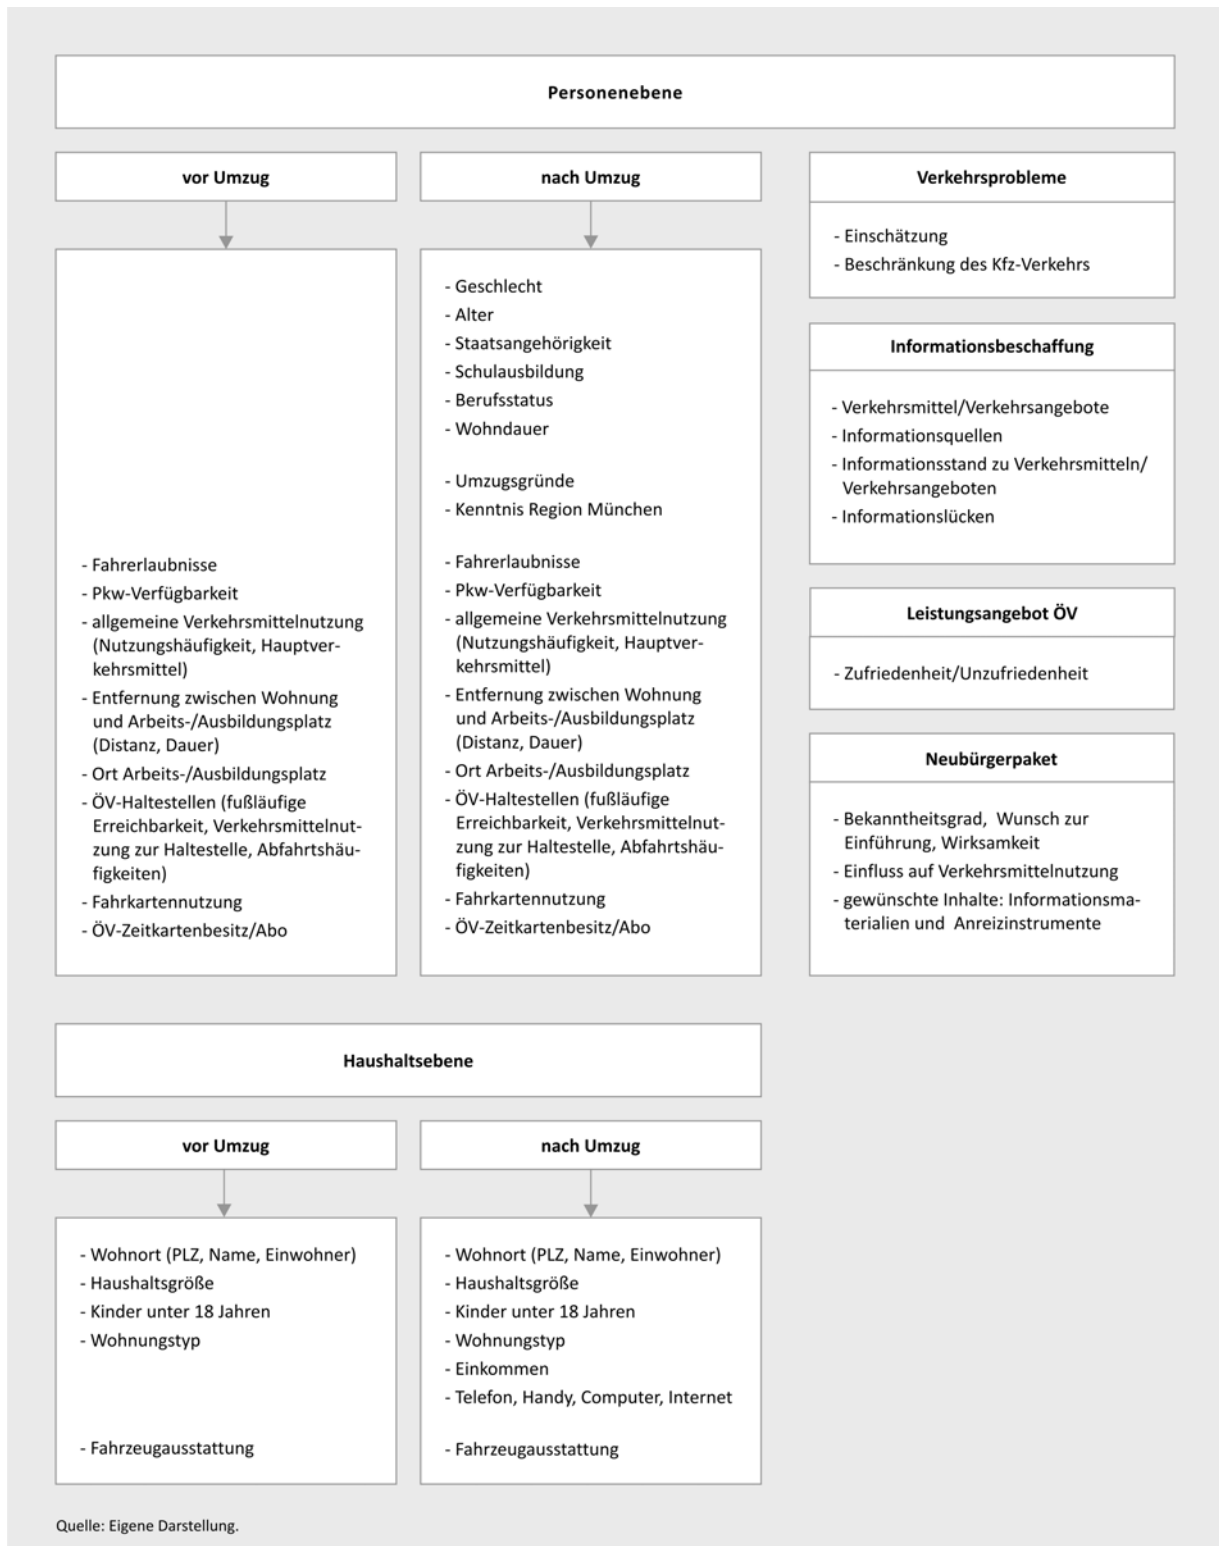 Personenebene
vor Umzug
- Fahrerlaubnisse
- Pkw-Verfügbarkeit
- allgemeine Verkehrsmittelnutzung
(Nutzungshäufigkeit, Hauptver-
kehrsmittel)
- Entfernung zwischen Wohnung
und Arbeits-/Ausbildungsplatz
(Distanz, Dauer)
- Ort Arbeits-/Ausbildungsplatz
- ÖV-Haltestellen (fußläufige
Erreichbarkeit, Verkehrsmittelnut-
zung zur Haltestelle, Abfahrtshäu-
figkeiten)
- Fahrkartennutzung
- ÖV-Zeitkartenbesitz/Abo
nach Umzug
- Geschlecht
- Alter
- Staatsangehörigkeit
- Schulausbildung
- Berufsstatus
- Wohndauer
- Umzugsgründe
- Kenntnis Region München
- Fahrerlaubnisse
- Pkw-Verfügbarkeit
- allgemeine Verkehrsmittelnutzung
(Nutzungshäufigkeit, Hauptver-
kehrsmittel)
- Entfernung zwischen Wohnung
und Arbeits-/Ausbildungsplatz
(Distanz, Dauer)
- Ort Arbeits-/Ausbildungsplatz
- ÖV-Haltestellen (fußläufige
Erreichbarkeit, Verkehrsmittelnut-
zung zur Haltestelle, Abfahrtshäu-
figkeiten)
- Fahrkartennutzung
- ÖV-Zeitkartenbesitz/Abo
Verkehrsprobleme
- Einschätzung
- Beschränkung des Kfz-Verkehrs
Informationsbeschaffung
- Verkehrsmittel/Verkehrsangebote
- Informationsquellen
- Informationsstand zu Verkehrsmitteln/
Verkehrsangeboten
- Informationslücken
Leistungsangebot ÖV
- Zufriedenheit/Unzufriedenheit
Neubürgerpaket
- Bekanntheitsgrad, Wunsch zur
Einführung, Wirksamkeit
- Einfluss auf Verkehrsmittelnutzung
- gewünschte Inhalte: Informationsma-
terialien und Anreizinstrumente
Haushaltsebene
vor Umzug
- Wohnort (PLZ, Name, Einwohner)
- Haushaltsgröße
- Kinder unter 18 Jahren
- Wohnungstyp
- Fahrzeugausstattung
nach Umzug
- Wohnort (PLZ, Name, Einwohner)
- Haushaltsgröße
- Kinder unter 18 Jahren
- Wohnungstyp
- Einkommen
- Telefon, Handy, Computer, Internet
- Fahrzeugausstattung
Quelle: Eigene Darstellung.